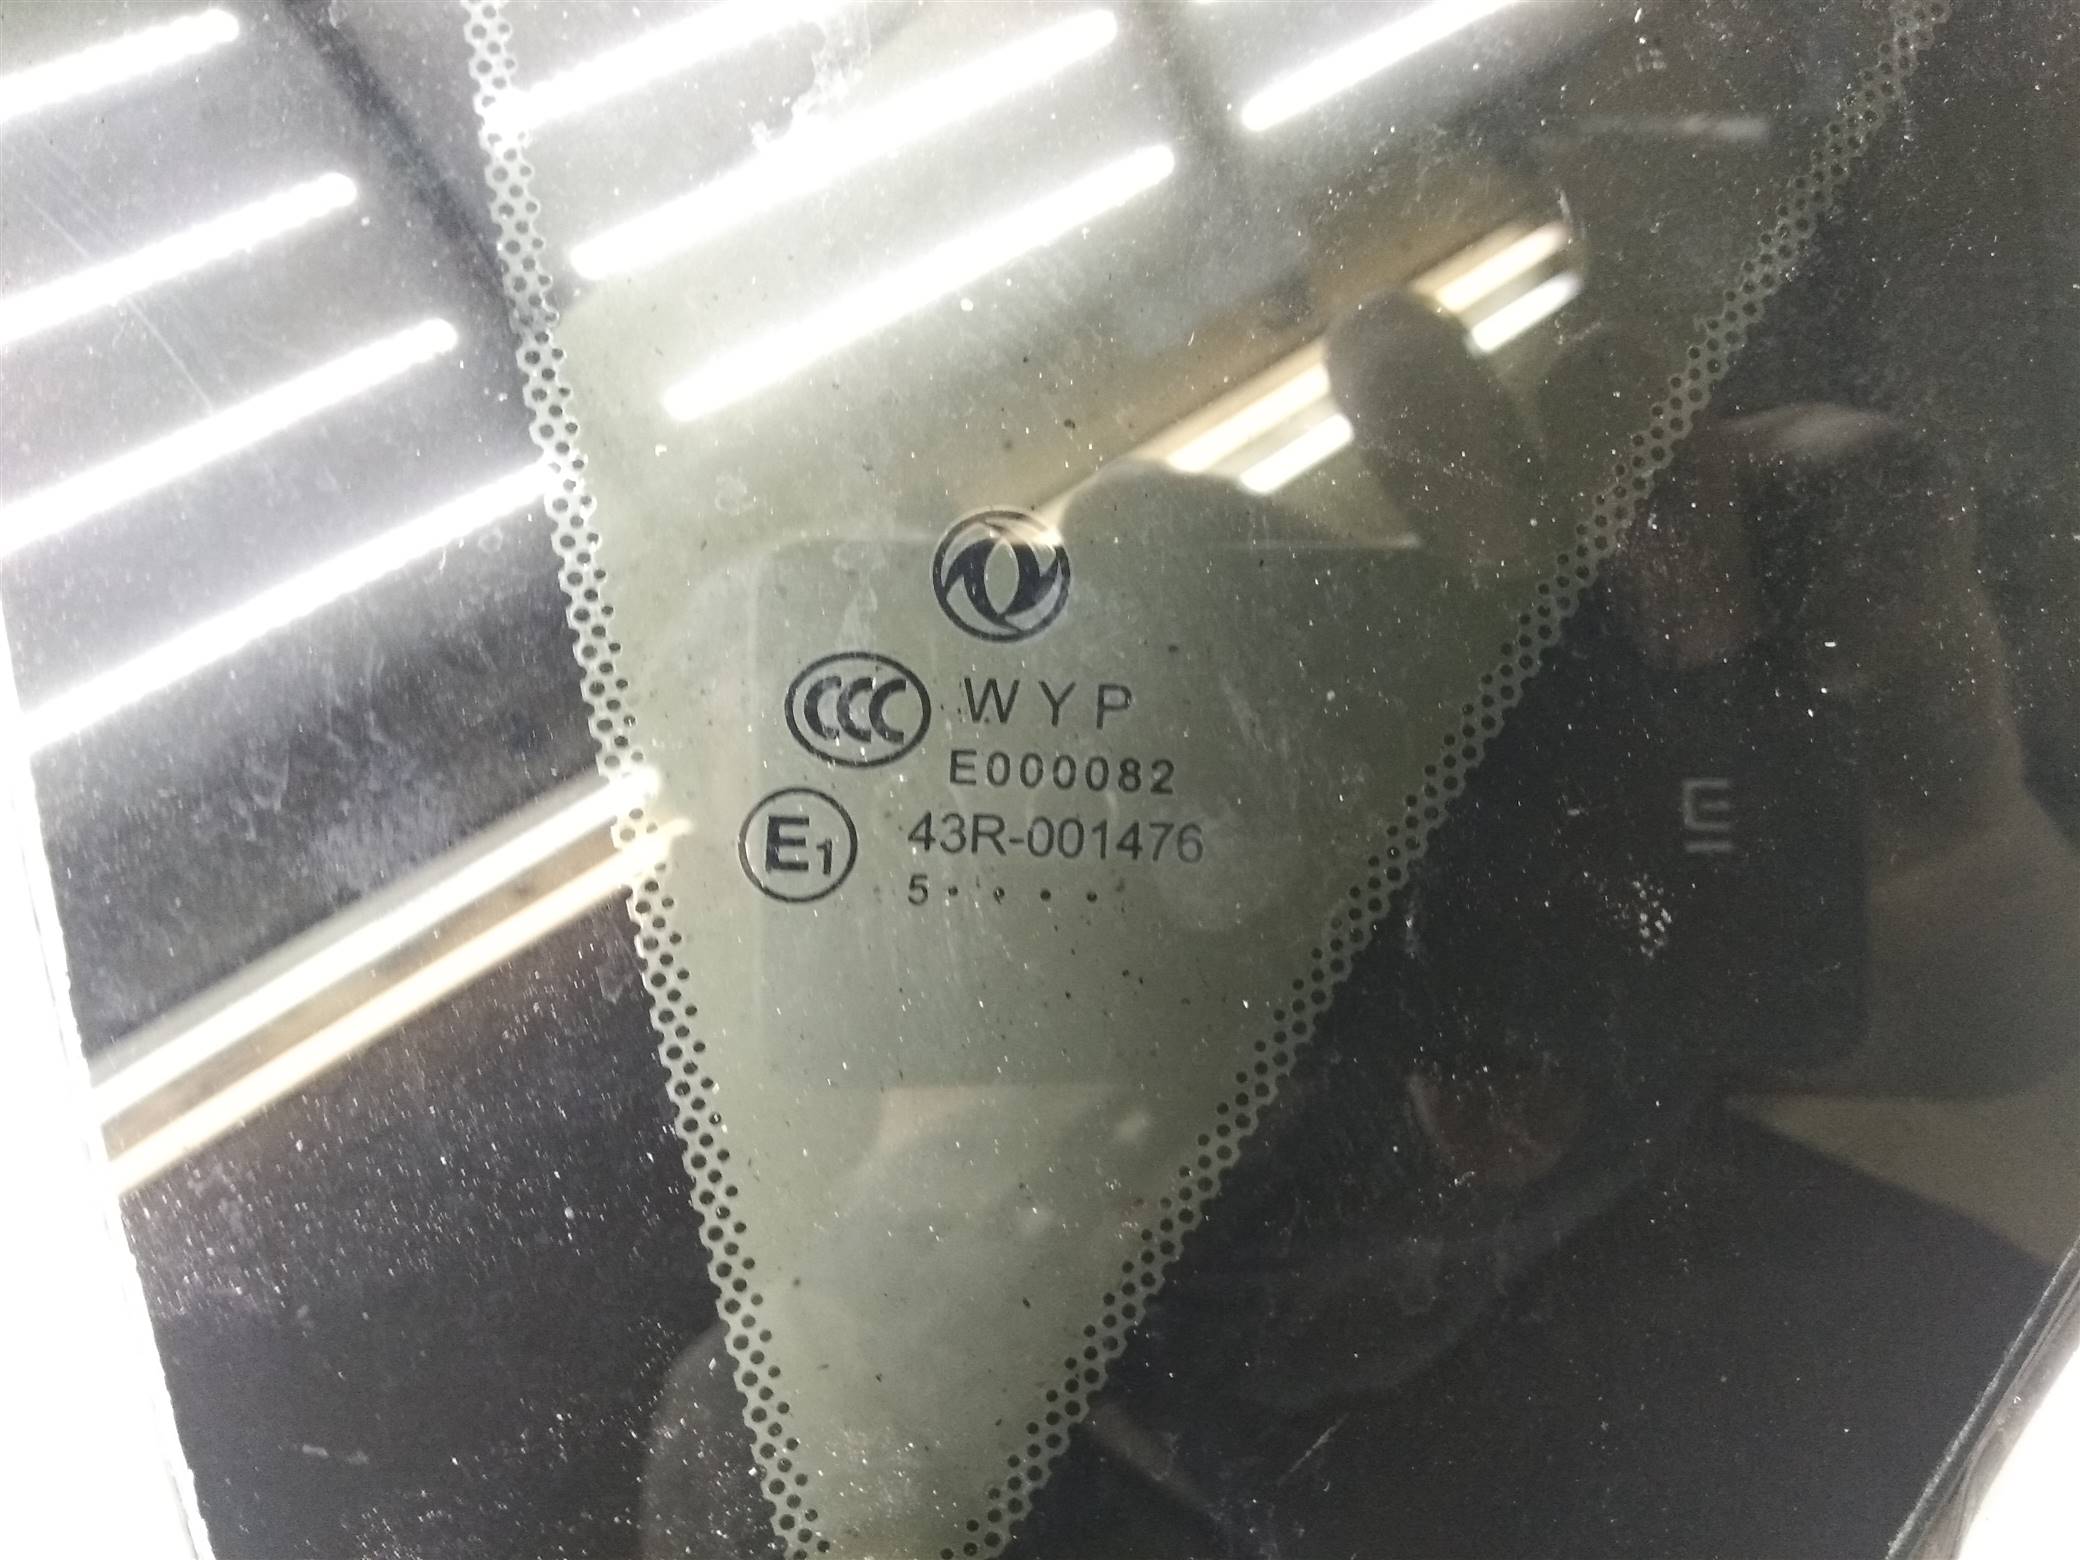 CCC WYP
E000082
E1 43R-001476
5 · · · ·